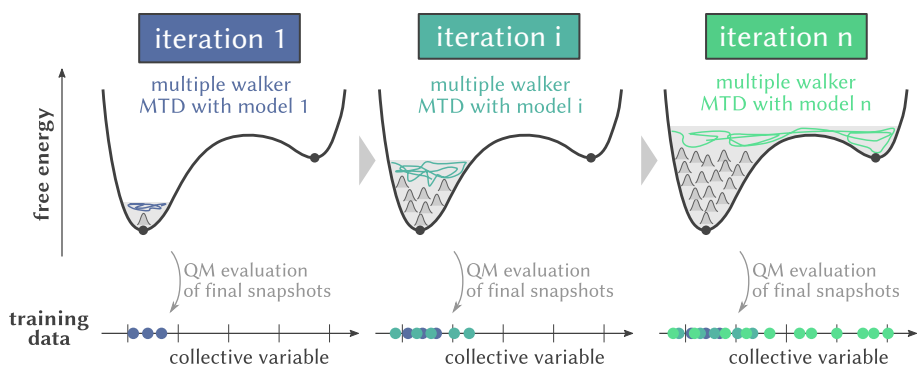 iteration 1
iteration i
iteration n
multiple walker
MTD with model 1
multiple walker
MTD with model i
multiple walker
MTD with model n
free energy
QM evaluation
of final snapshots
QM evaluation
of final snapshots
QM evaluation
of final snapshots
training
data
collective variable
collective variable
collective variable